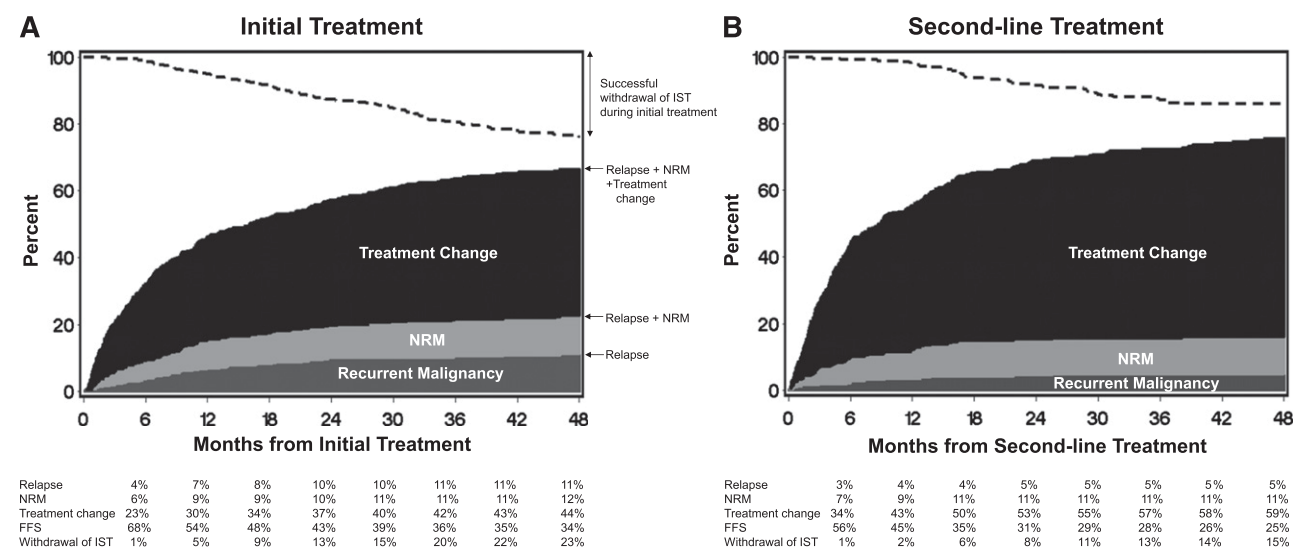 A
Initial Treatment
100
80
60
40
20
0
Percent
Successful
withdrawal of IST
during initial treatment
Relapse + NRM
+Treatment
change
Treatment Change
Relapse + NRM
NRM
Relapse
Recurrent Malignancy
0 6 12 18 24 30 36 42 48
Months from Initial Treatment
Relapse 4% 7% 8% 10% 10% 11% 11% 11%
NRM 6% 9% 9% 10% 11% 11% 11% 12%
Treatment change 23% 30% 34% 37% 40% 42% 43% 44%
FFS 68% 54% 48% 43% 39% 36% 35% 34%
Withdrawal of IST 1% 5% 9% 13% 15% 20% 22% 23%
B
Second-line Treatment
100
80
60
40
20
0
Percent
Treatment Change
NRM
Recurrent Malignancy
0 6 12 18 24 30 36 42 48
Months from Second-line Treatment
Relapse 3% 4% 4% 5% 5% 5% 5% 5%
NRM 7% 9% 11% 11% 11% 11% 11% 11%
Treatment change 34% 43% 50% 53% 55% 57% 58% 59%
FFS 56% 45% 35% 31% 29% 28% 26% 25%
Withdrawal of IST 1% 2% 6% 8% 11% 13% 14% 15%